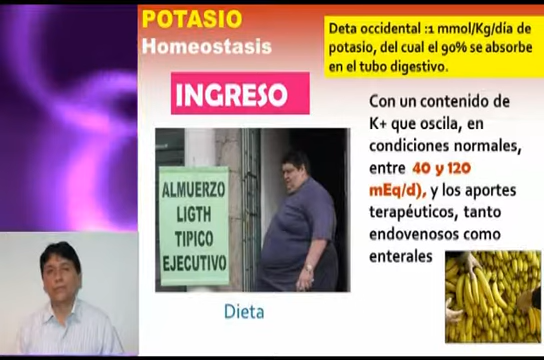 POTASIO
Homeostasis
Deta occidental :1 mmol/Kg/día de
potasio, del cual el 90% se absorbe
en el tubo digestivo.
INGRESO
Con un contenido de
K+ que oscila, en
condiciones normales,
entre 40 y 120
mEq/d), y los aportes
terapéuticos, tanto
endovenosos como
enterales
ALMUERZO
LIGTH
TIPICO
EJECUTIVO
Dieta